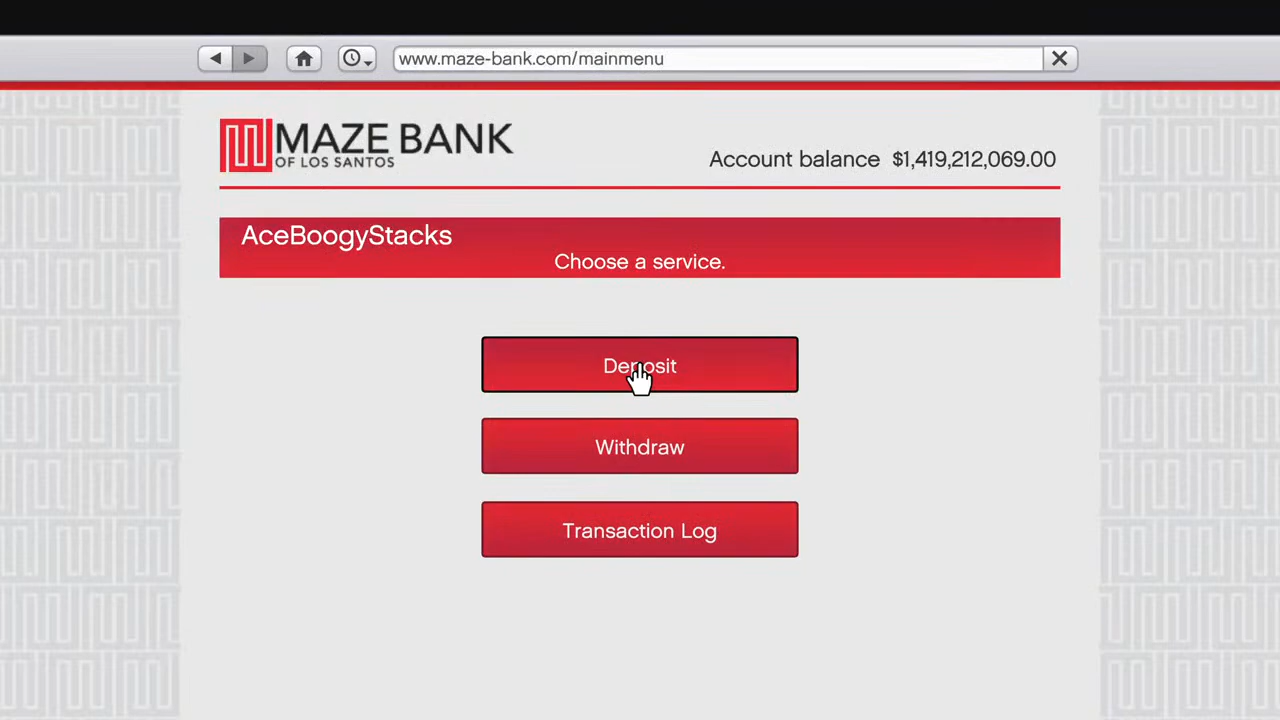 www.maze-bank.com/mainmenu
MAZE BANK
OF LOS SANTOS
Account balance $1,419,212,069.00
AceBoogyStacks
Choose a service.
Deposit
Withdraw
Transaction Log